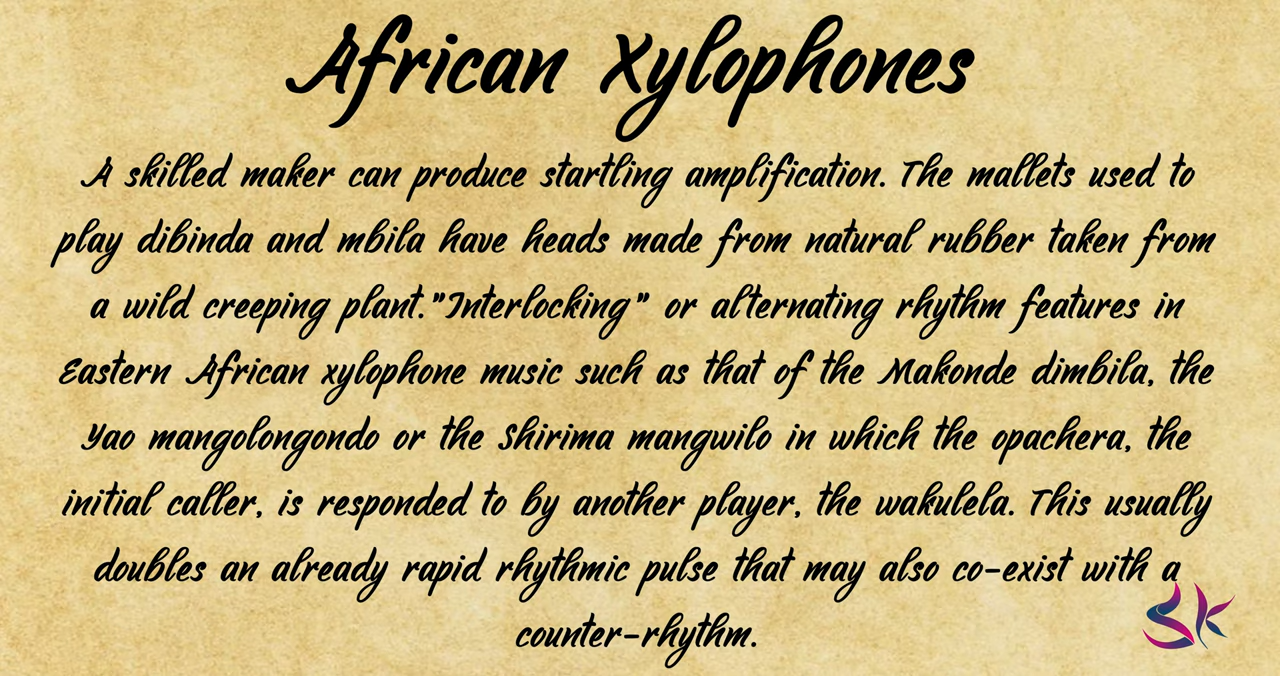 African Xylophones
A skilled maker can produce startling amplification. The mallets used to
play dibinda and mbila have heads made from natural rubber taken from
a wild creeping plant."Interlocking" or alternating rhythm features in
Eastern African xylophone music such as that of the Makonde dimbila, the
Yao mangolongondo or the Shirima mangwilo in which the opachera, the
initial caller, is responded to by another player, the wakulela. This usually
doubles an already rapid rhythmic pulse that may also co-exist with a
counter-rhythm.
SK